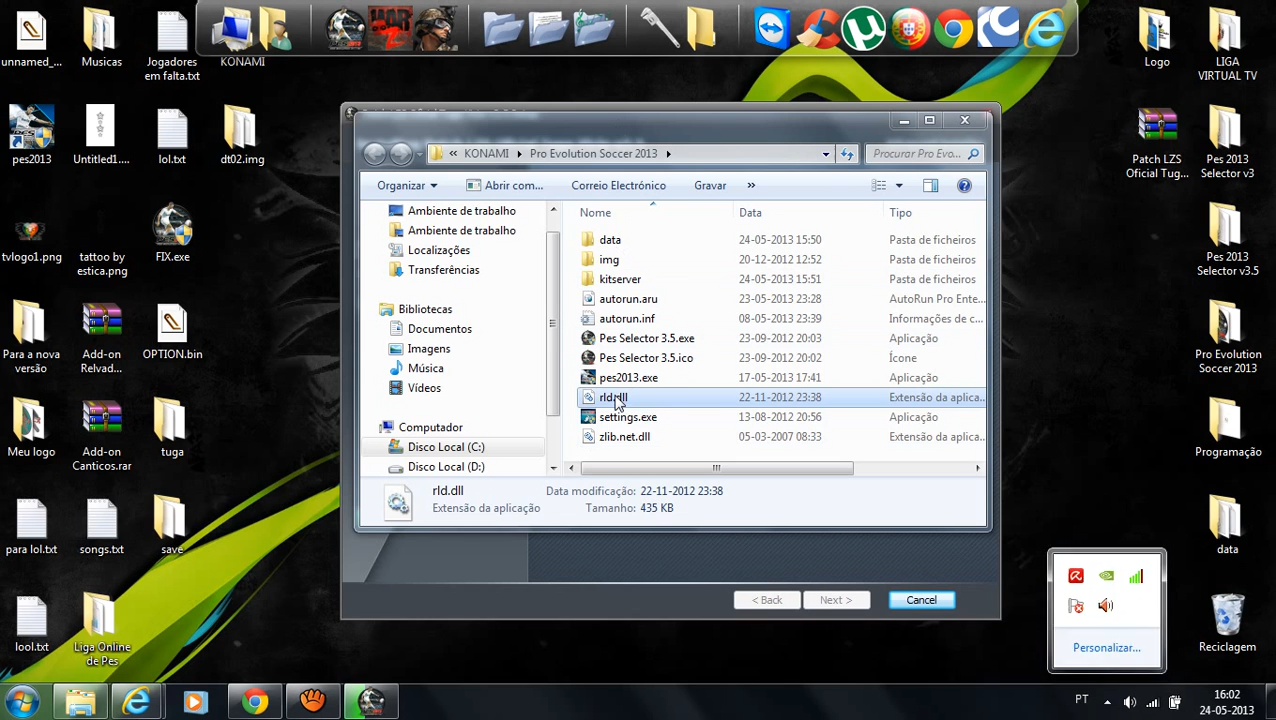 unnamed_...
Musicas
Jogadores
em falta.txt
KONAMI
Logo
LIGA
VIRTUAL TV
pes2013
Untitled1....
lol.txt
dt02.img
Patch LZS
Oficial Tug...
Pes 2013
Selector v3
tvlogo1.png
tattoo by
estica.png
FIX.exe
Pes 2013
Selector v3.5
Para a nova
versão
Add-on
Relvad...
OPTION.bin
Pro Evolution
Soccer 2013
Meu logo
Add-on
Canticos.rar
tuga
Programação
para lol.txt
songs.txt
save
data
lool.txt
Liga Online
de Pes
Reciclagem
« KONAMI
Pro Evolution Soccer 2013
Procurar Pro Evo...
Organizar
Abrir com...
Correio Electrónico
Gravar
»
Nome
Data
Tipo
Ambiente de trabalho
Ambiente de trabalho
Localizações
Transferências
Bibliotecas
Documentos
Imagens
Música
Vídeos
Computador
Disco Local (C:)
Disco Local (D:)
data 24-05-2013 15:50 Pasta de ficheiros
img 20-12-2012 12:52 Pasta de ficheiros
kitserver 24-05-2013 15:51 Pasta de ficheiros
autorun.aru 23-05-2013 23:28 AutoRun Pro Ente...
autorun.inf 08-05-2013 23:39 Informações de c...
Pes Selector 3.5.exe 23-09-2012 20:03 Aplicação
Pes Selector 3.5.ico 23-09-2012 20:02 Ícone
pes2013.exe 17-05-2013 17:41 Aplicação
rld.dll 22-11-2012 23:38 Extensão da aplica...
settings.exe 13-08-2012 20:56 Aplicação
zlib.net.dll 05-03-2007 08:33 Extensão da aplica...
rld.dll Data modificação: 22-11-2012 23:38
Extensão da aplicação Tamanho: 435 KB
< Back
Next >
Cancel
Personalizar...
PT
16:02
24-05-2013